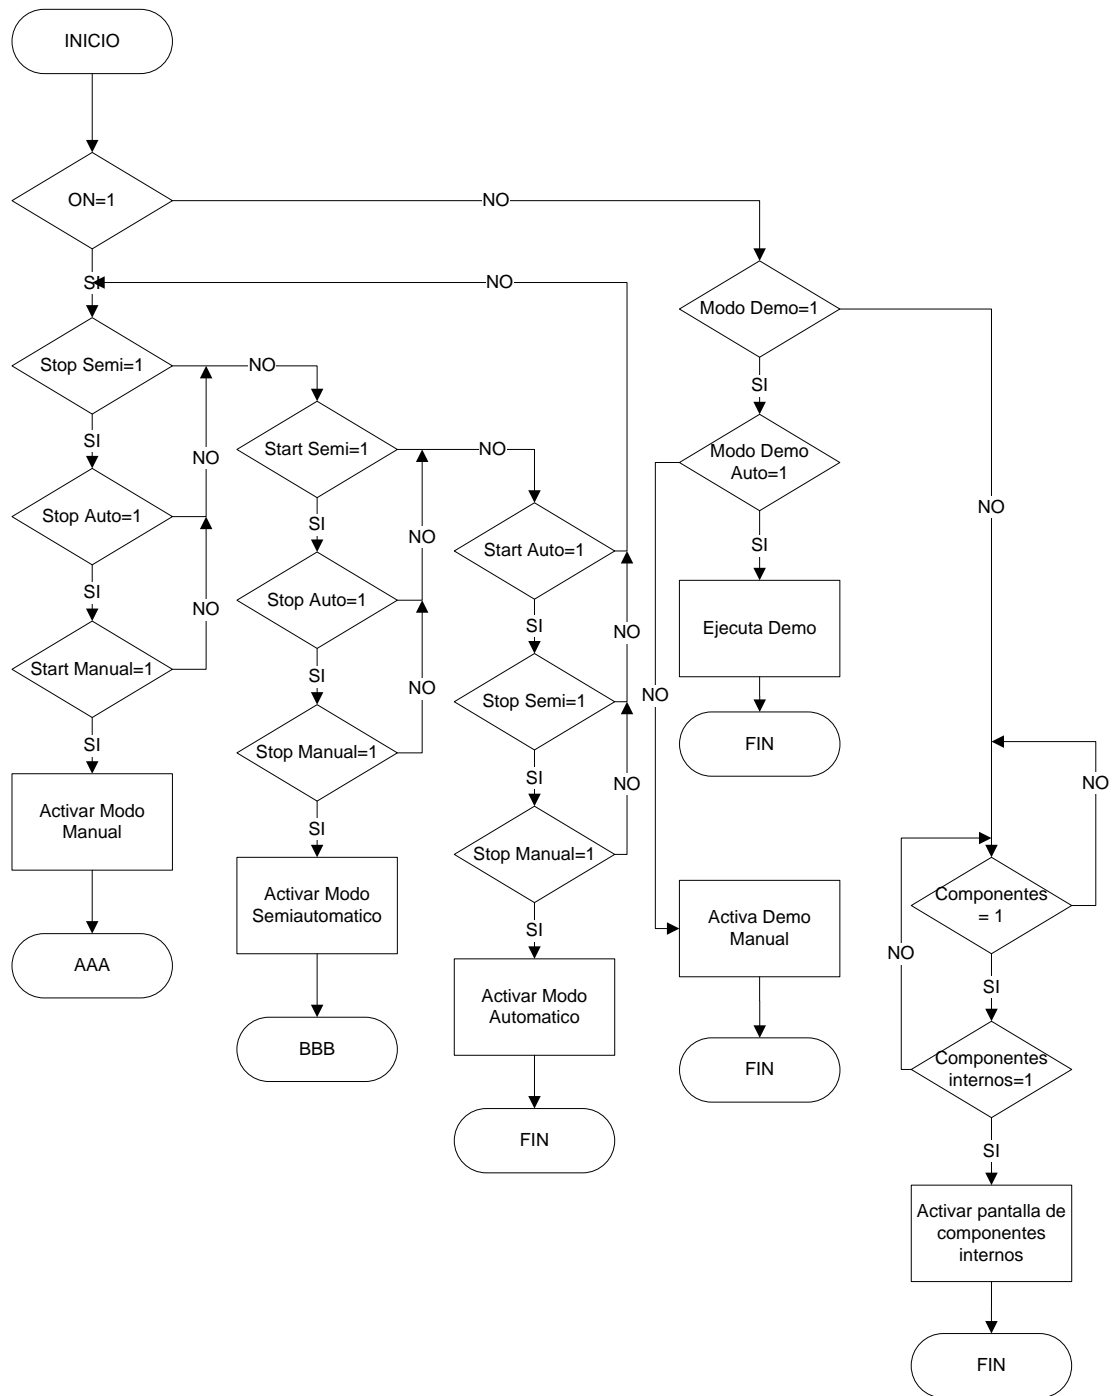 INICIO
ON=1
NO
SI
NO
Modo Demo=1
Stop Semi=1
NO
SI
Modo Demo
Auto=1
Start Semi=1
NO
SI
NO
NO
Stop Auto=1
SI
NO
NO
Start Auto=1
SI
Ejecuta Demo
SI
NO
Stop Auto=1
SI
NO
Start Manual=1
SI
NO
Stop Semi=1
NO
SI
Stop Manual=1
FIN
SI
NO
NO
Activar Modo
Manual
SI
Stop Manual=1
Activar Modo
Semiautomatico
Activa Demo
Manual
Componentes
= 1
SI
NO
AAA
Activar Modo
Automatico
SI
BBB
FIN
Componentes
internos=1
FIN
SI
Activar pantalla de
componentes
internos
FIN